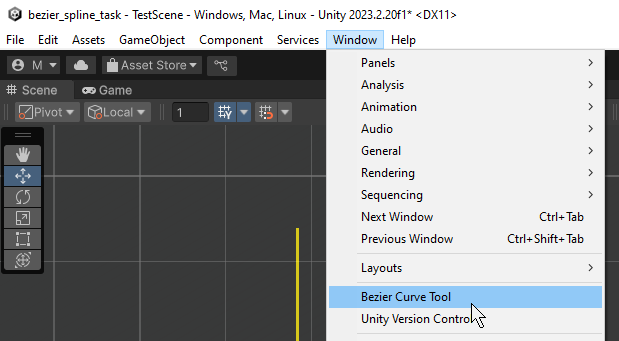 bezier_spline_task - TestScene - Windows, Mac, Linux - Unity 2023.2.20f1* <DX11>
File Edit Assets GameObject Component Services Window Help
M Asset Store
Scene Game
Pivot Local 1
Panels
Analysis
Animation
Audio
General
Rendering
Sequencing
Next Window Ctrl+Tab
Previous Window Ctrl+Shift+Tab
Layouts
Bezier Curve Tool
Unity Version Control